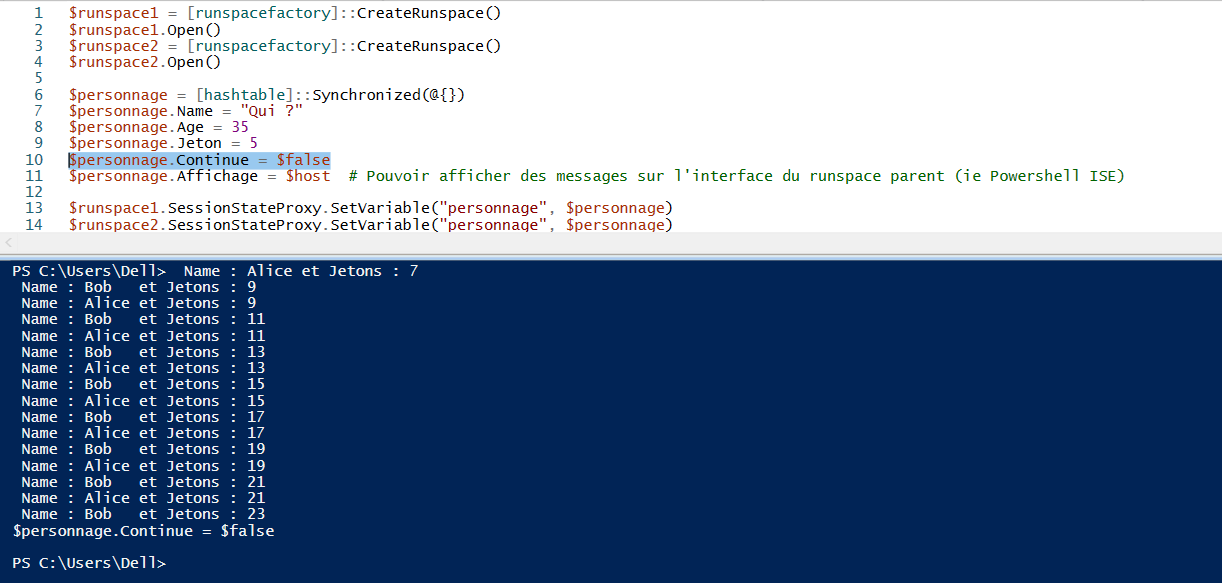 1 $runspace1 = [runspacefactory]::CreateRunspace()
2 $runspace1.Open()
3 $runspace2 = [runspacefactory]::CreateRunspace()
4 $runspace2.Open()
5
6 $personnage = [hashtable]::Synchronized(@{})
7 $personnage.Name = "Qui ?"
8 $personnage.Age = 35
9 $personnage.Jeton = 5
10 $personnage.Continue = $false
11 $personnage.Affichage = $host  # Pouvoir afficher des messages sur l'interface du runspace parent (ie Powershell ISE)
12
13 $runspace1.SessionStateProxy.SetVariable("personnage", $personnage)
14 $runspace2.SessionStateProxy.SetVariable("personnage", $personnage)
PS C:\Users\Dell>  Name : Alice et Jetons : 7
Name : Bob   et Jetons : 9
Name : Alice et Jetons : 9
Name : Bob   et Jetons : 11
Name : Alice et Jetons : 11
Name : Bob   et Jetons : 13
Name : Alice et Jetons : 13
Name : Bob   et Jetons : 15
Name : Alice et Jetons : 15
Name : Bob   et Jetons : 17
Name : Alice et Jetons : 17
Name : Bob   et Jetons : 19
Name : Alice et Jetons : 19
Name : Bob   et Jetons : 21
Name : Alice et Jetons : 21
Name : Bob   et Jetons : 23
$personnage.Continue = $false
PS C:\Users\Dell>